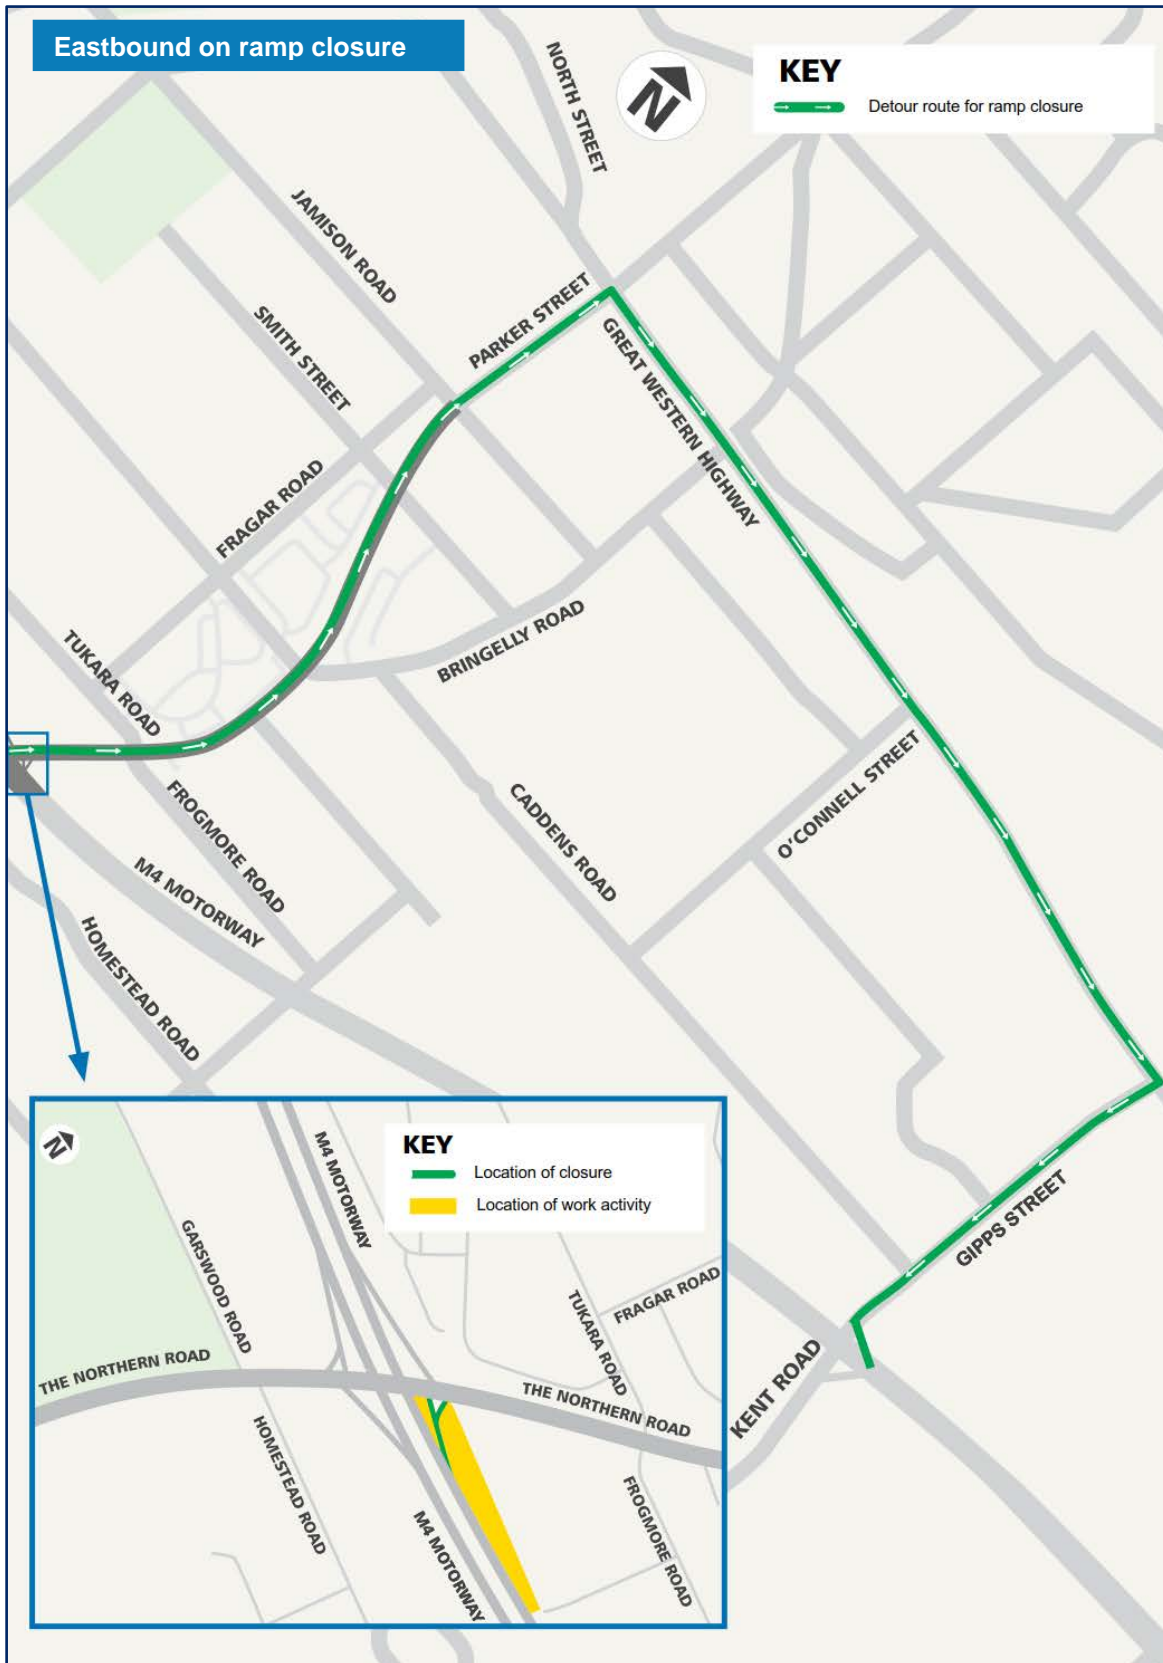 Eastbound on ramp closure
NORTH STREET
N
KEY
Detour route for ramp closure
JAMISON ROAD
SMITH STREET
PARKER STREET
GREAT WESTERN HIGHWAY
FRAGAR ROAD
BRINGELLY ROAD
TUKARA ROAD
FROGMORE ROAD
CADDENS ROAD
O'CONNELL STREET
M4 MOTORWAY
HOMESTEAD ROAD
GIPPS STREET
KENT ROAD
N
M4 MOTORWAY
KEY
Location of closure
Location of work activity
GARSWOOD ROAD
FRAGAR ROAD
TUKARA ROAD
THE NORTHERN ROAD
THE NORTHERN ROAD
HOMESTEAD ROAD
M4 MOTORWAY
FROGMORE ROAD